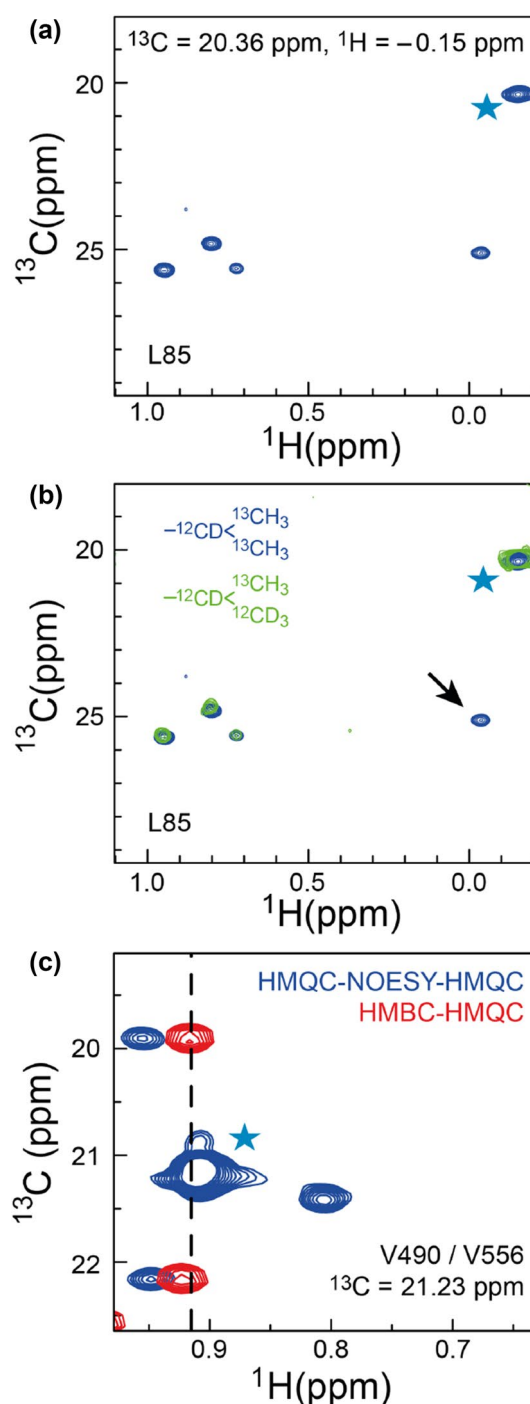 (a)
¹³C = 20.36 ppm, ¹H = −0.15 ppm
20
25
¹³C(ppm)
L85
1.0
0.5
0.0
¹H(ppm)
(b)
−¹²CD<
¹³CH₃
¹³CH₃
−¹²CD<
¹³CH₃
¹²CD₃
20
25
¹³C(ppm)
L85
1.0
0.5
0.0
¹H(ppm)
(c)
HMQC-NOESY-HMQC
HMBC-HMQC
20
21
22
¹³C (ppm)
V490 / V556
¹³C = 21.23 ppm
0.9
0.8
0.7
¹H(ppm)